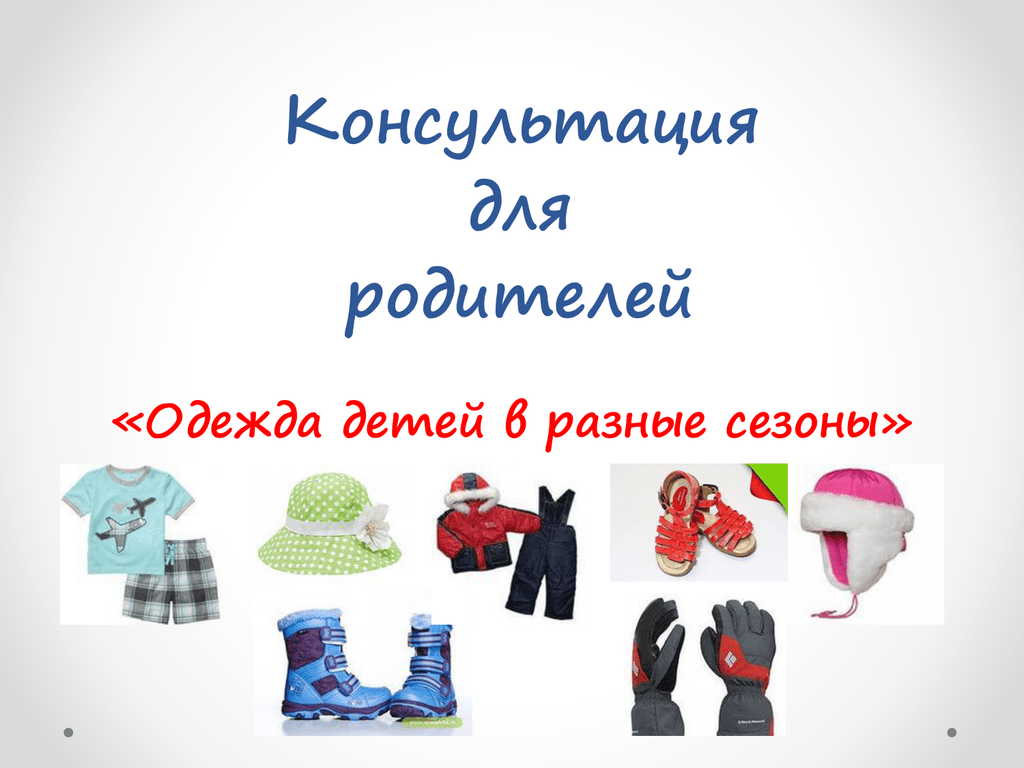 Консультация
для
родителей
«Одежда детей в разные сезоны»